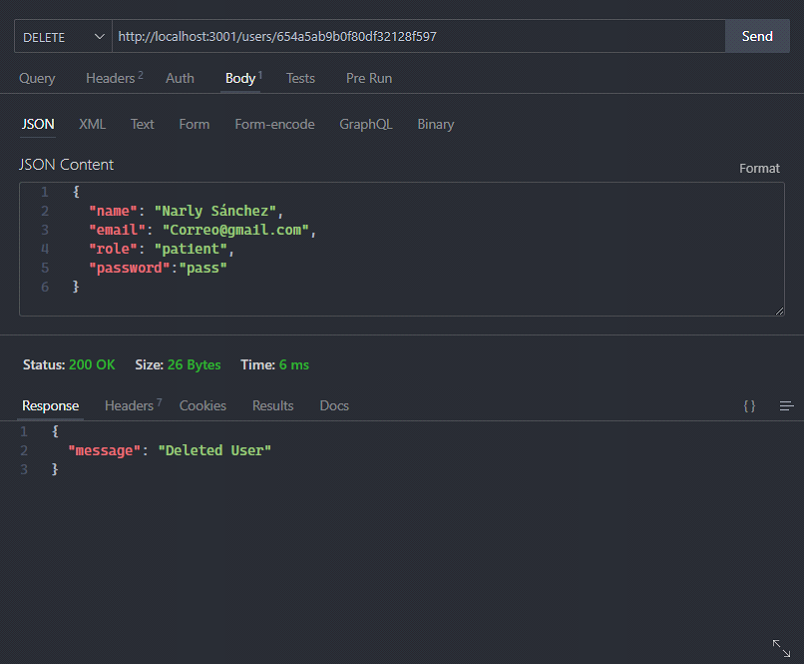 DELETE http://localhost:3001/users/654a5ab9b0f80df32128f597 Send
Query Headers 2 Auth Body 1 Tests Pre Run
JSON XML Text Form Form-encode GraphQL Binary
JSON Content
Format
1 {
2 "name": "Narly Sánchez",
3 "email": "Correo@gmail.com",
4 "role": "patient",
5 "password":"pass"
6 }
Status: 200 OK Size: 26 Bytes Time: 6 ms
Response Headers 7 Cookies Results Docs { }
1 {
2 "message": "Deleted User"
3 }